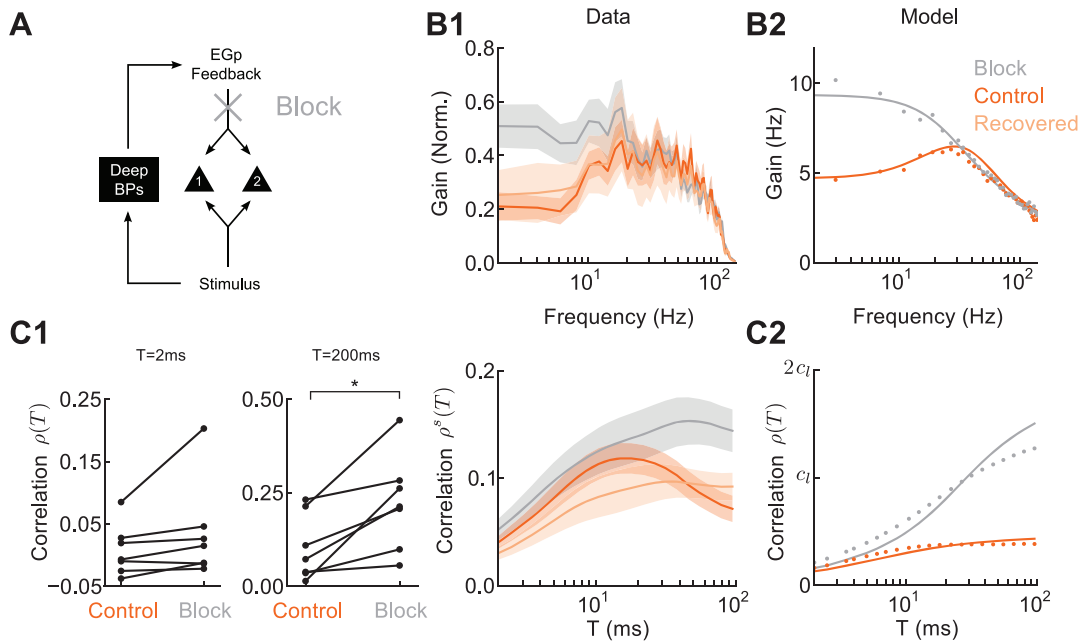 A
EGp
Feedback
Block
Deep
BPs
1
2
Stimulus
B1
Data
Gain (Norm.)
0.8
0.6
0.4
0.2
0.0
10¹
10²
Frequency (Hz)
B2
Model
Block
Control
Recovered
Gain (Hz)
10
5
0
10¹
10²
Frequency (Hz)
C1
T=2ms
Correlation ρ(T)
0.25
0.15
0.05
−0.05
Control
Block
T=200ms
*
0.50
0.25
0.00
Control
Block
Correlation ρˢ(T)
0.2
0.1
0.0
10¹
10²
T (ms)
C2
Correlation ρ(T)
2cₗ
cₗ
0
10¹
10²
T (ms)